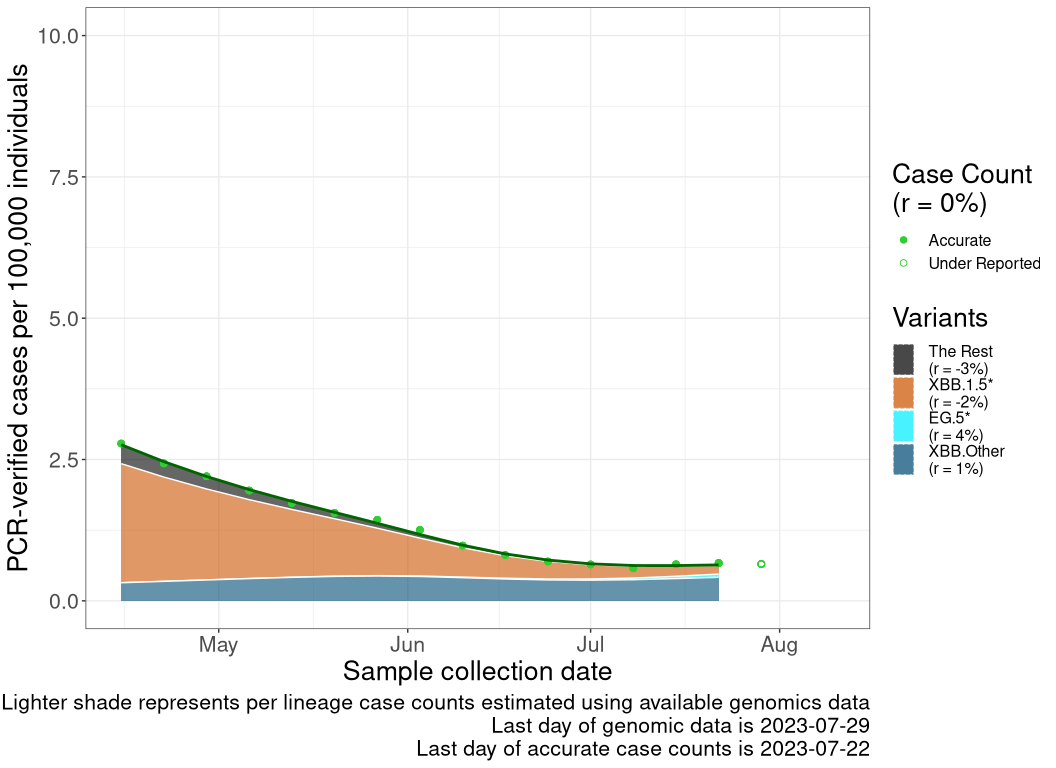 PCR-verified cases per 100,000 individuals
10.0
7.5
5.0
2.5
0.0
May
Jun
Jul
Aug
Sample collection date
Case Count
(r = 0%)
Accurate
Under Reported
Variants
The Rest
(r = -3%)
XBB.1.5*
(r = -2%)
EG.5*
(r = 4%)
XBB.Other
(r = 1%)
Lighter shade represents per lineage case counts estimated using available genomics data
Last day of genomic data is 2023-07-29
Last day of accurate case counts is 2023-07-22